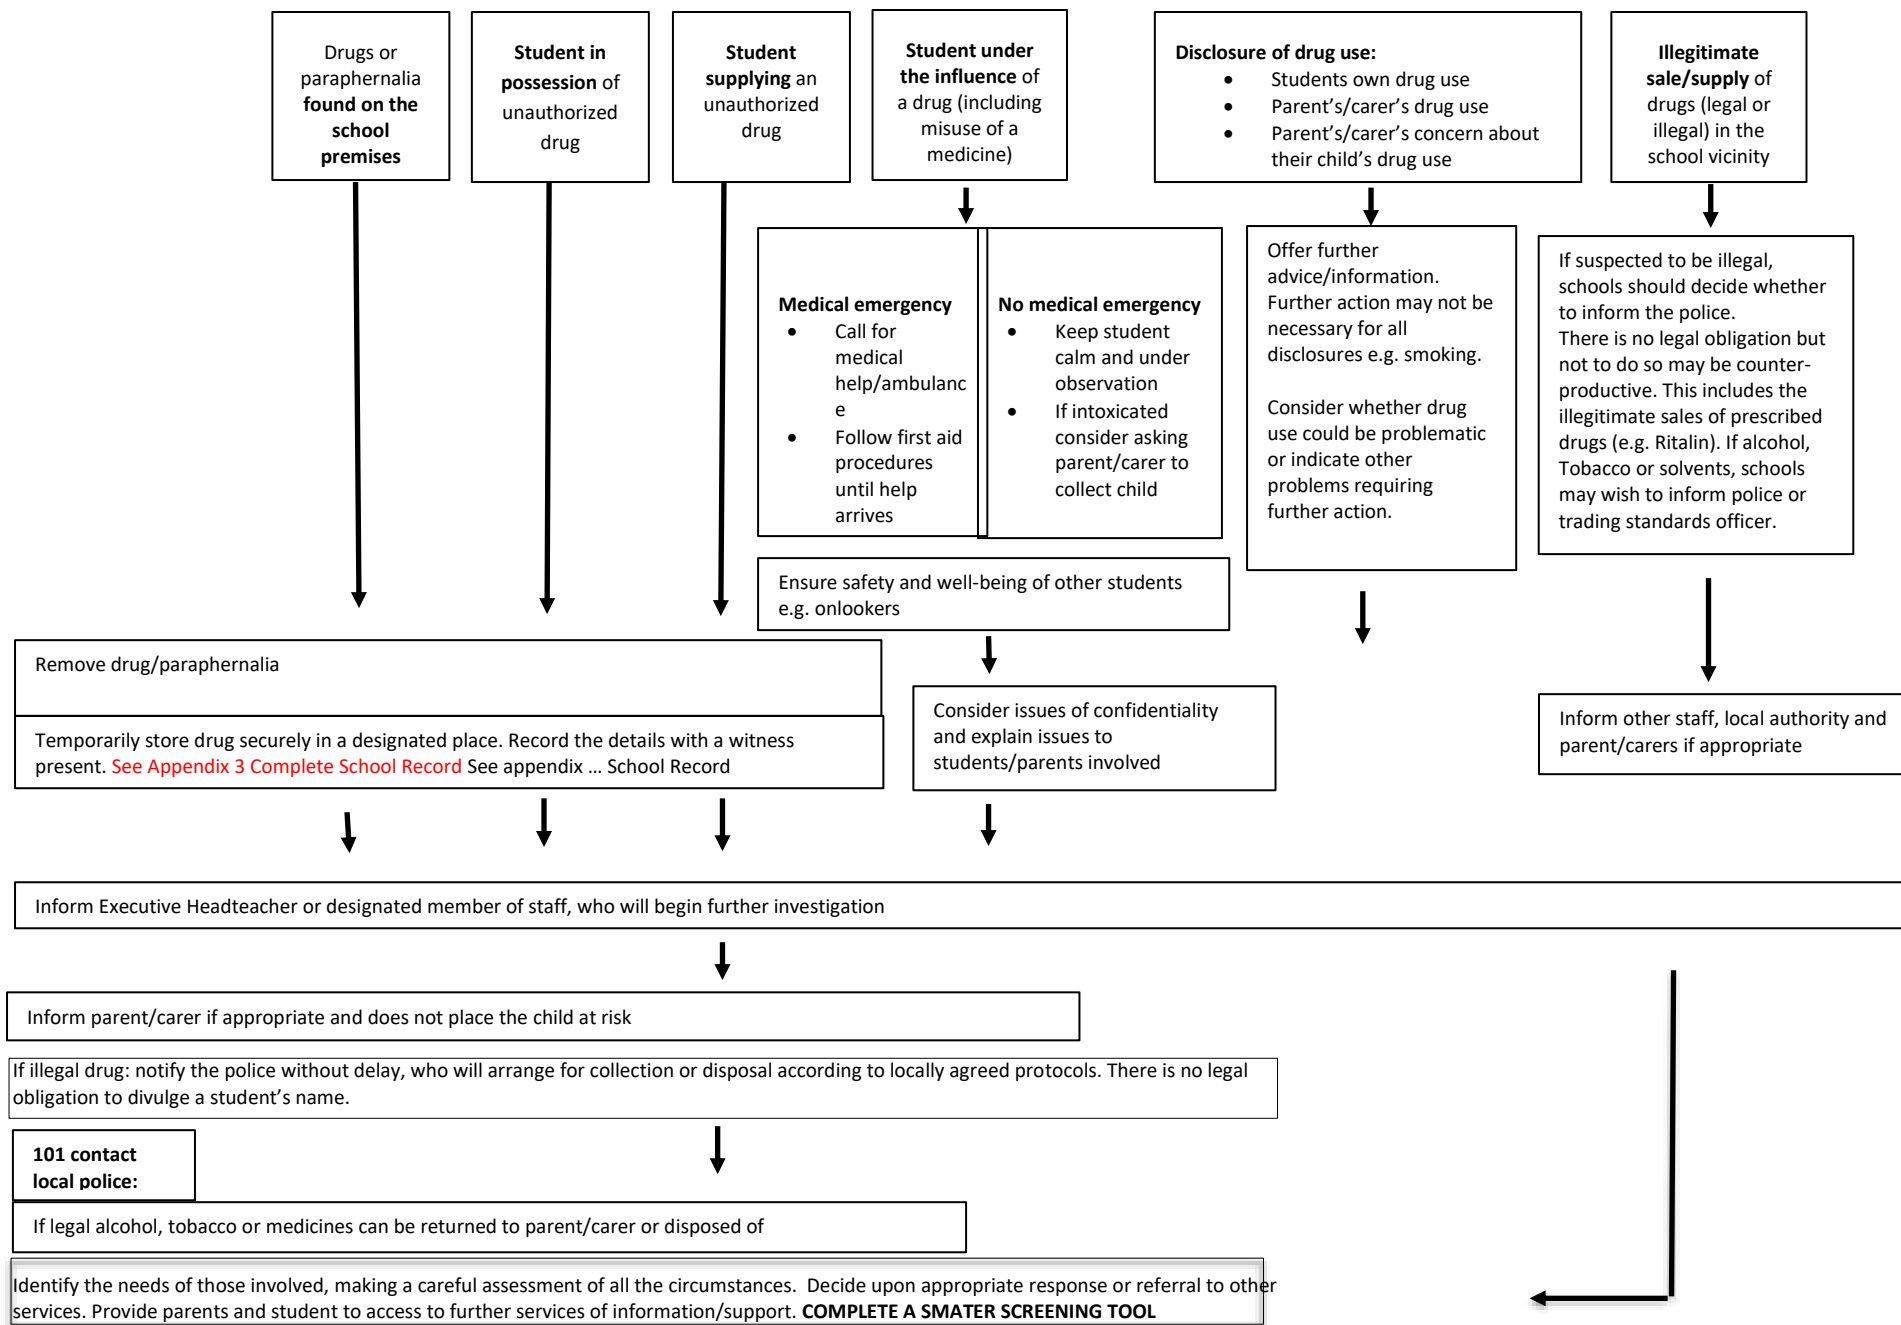 Drugs or
paraphernalia
found on the
school
premises
Student in
possession of
unauthorized
drug
Student
supplying an
unauthorized
drug
Student under
the influence of
a drug (including
misuse of a
medicine)
Disclosure of drug use:
• Students own drug use
• Parent’s/carer’s drug use
• Parent’s/carer’s concern about
their child’s drug use
Illegitimate
sale/supply of
drugs (legal or
illegal) in the
school vicinity
Medical emergency
• Call for
medical
help/ambulanc
e
• Follow first aid
procedures
until help
arrives
No medical emergency
• Keep student
calm and under
observation
• If intoxicated
consider asking
parent/carer to
collect child
Offer further
advice/information.
Further action may not be
necessary for all
disclosures e.g. smoking.
Consider whether drug
use could be problematic
or indicate other
problems requiring
further action.
If suspected to be illegal,
schools should decide whether
to inform the police.
There is no legal obligation but
not to do so may be counter-
productive. This includes the
illegitimate sales of prescribed
drugs (e.g. Ritalin). If alcohol,
Tobacco or solvents, schools
may wish to inform police or
trading standards officer.
Ensure safety and well-being of other students
e.g. onlookers
Remove drug/paraphernalia
Temporarily store drug securely in a designated place. Record the details with a witness
present. See Appendix 3 Complete School Record See appendix … School Record
Consider issues of confidentiality
and explain issues to
students/parents involved
Inform other staff, local authority and
parent/carers if appropriate
Inform Executive Headteacher or designated member of staff, who will begin further investigation
Inform parent/carer if appropriate and does not place the child at risk
If illegal drug: notify the police without delay, who will arrange for collection or disposal according to locally agreed protocols. There is no legal
obligation to divulge a student’s name.
101 contact
local police:
If legal alcohol, tobacco or medicines can be returned to parent/carer or disposed of
Identify the needs of those involved, making a careful assessment of all the circumstances. Decide upon appropriate response or referral to other
services. Provide parents and student to access to further services of information/support. COMPLETE A SMATER SCREENING TOOL